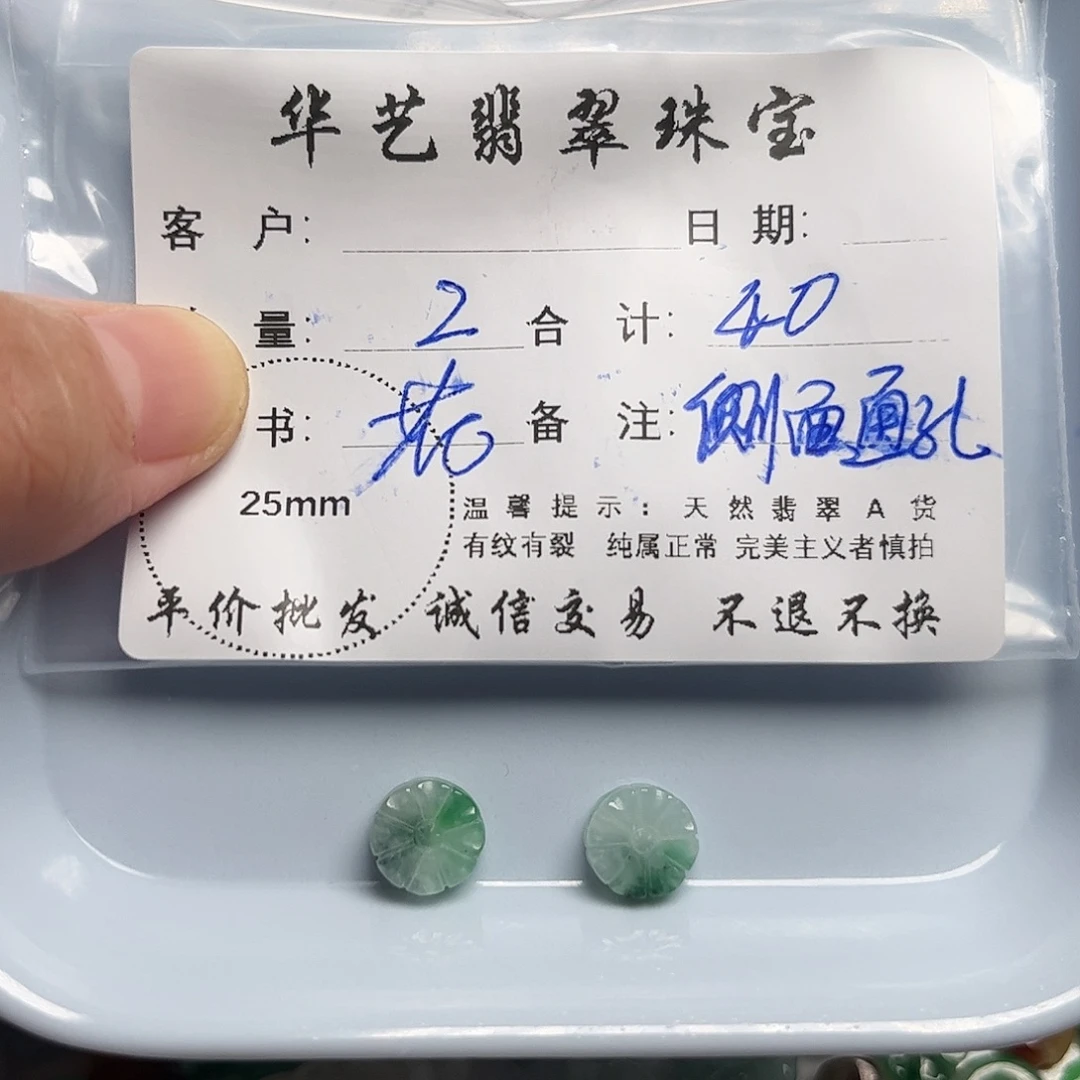 华艺翡翠珠宝
客 户: 日 期:
量: 2 合 计: 40
书: 备 注: 侧面通孔
25mm
温馨提示: 天然翡翠A货
有纹有裂 纯属正常 完美主义者慎拍
平价批发 诚信交易 不退不换